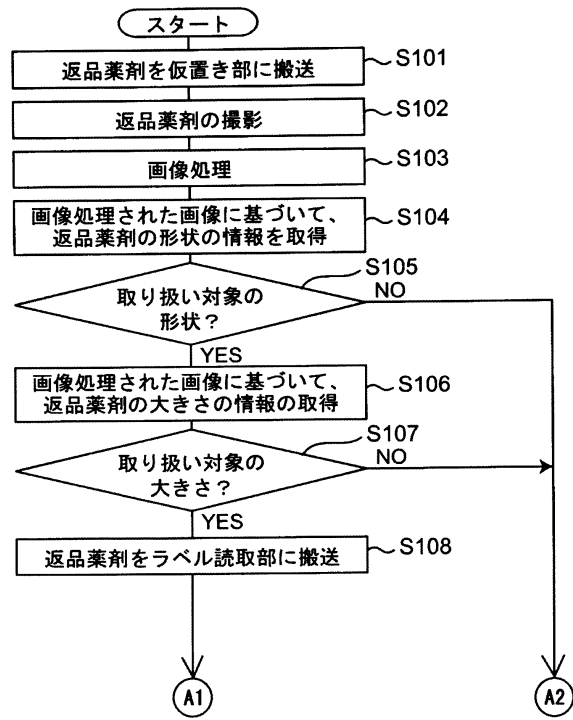 スタート
返品薬剤を仮置き部に搬送
S101
返品薬剤の撮影
S102
画像処理
S103
画像処理された画像に基づいて、
返品薬剤の形状の情報を取得
S104
取り扱い対象の
形状？
S105
NO
YES
画像処理された画像に基づいて、
返品薬剤の大きさの情報の取得
S106
取り扱い対象の
大きさ？
S107
NO
YES
返品薬剤をラベル読取部に搬送
S108
A1
A2